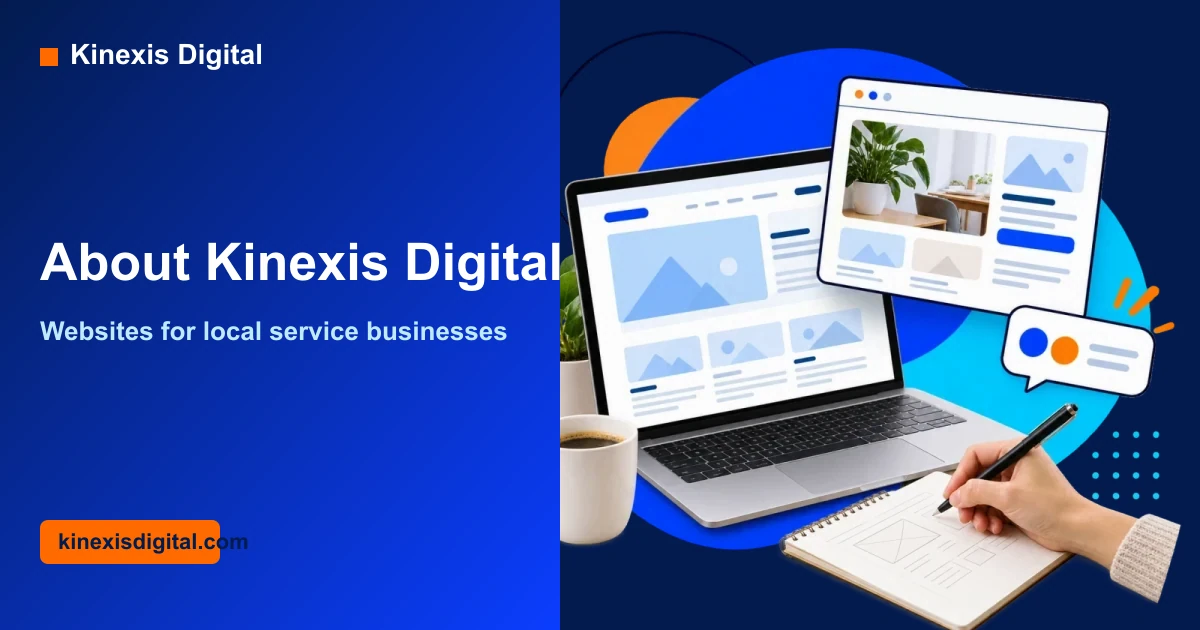 Kinexis Digital
About Kinexis Digital
Websites for local service businesses
kinexisdigital.com